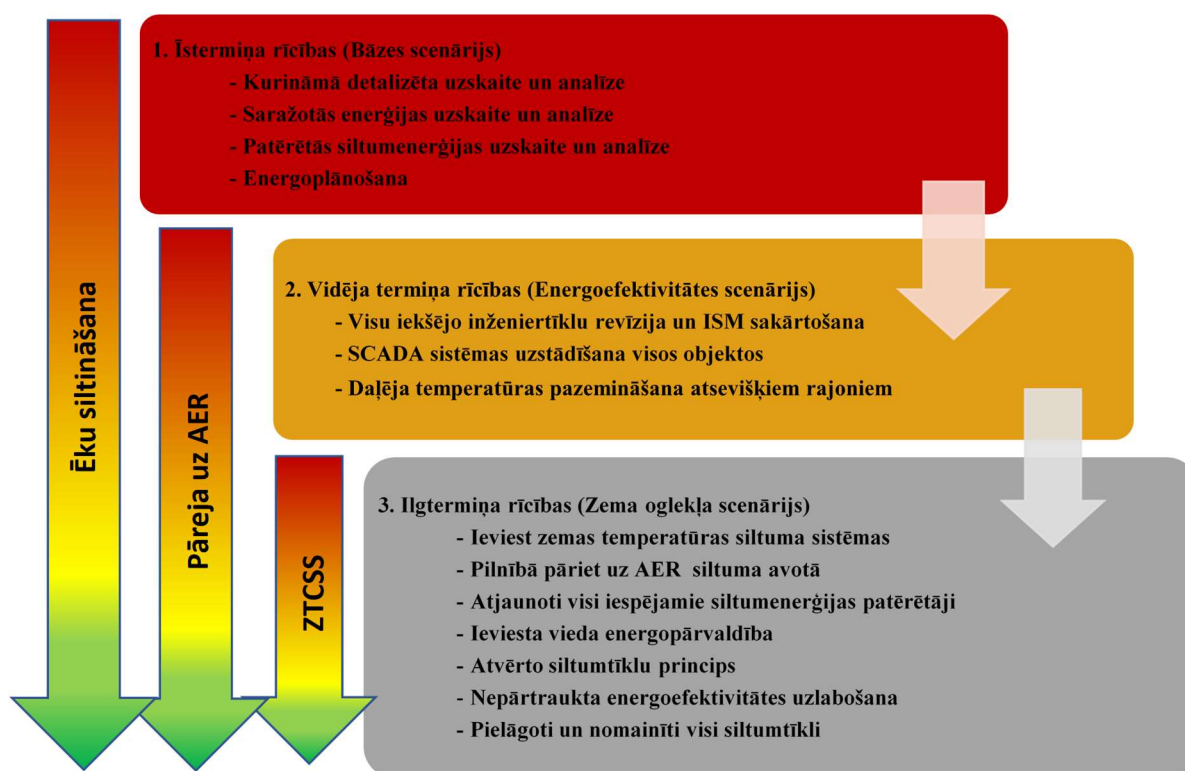 1. Īstermiņa rīcības (Bāzes scenārijs)
- Kurināmā detalizēta uzskaite un analīze
- Saražotās enerģijas uzskaite un analīze
- Patērētās siltumenerģijas uzskaite un analīze
- Energoplānošana
2. Vidēja termiņa rīcības (Energoefektivitātes scenārijs)
- Visu iekšējo inženiertīklu revīzija un ISM sakārtošana
- SCADA sistēmas uzstādīšana visos objektos
- Daļēja temperatūras pazemināšana atsevišķiem rajoniem
3. Ilgtermiņa rīcības (Zema oglekļa scenārijs)
- Ieviest zemas temperatūras siltuma sistēmas
- Pilnībā pāriet uz AER siltuma avotā
- Atjaunoti visi iespējamie siltumenerģijas patērētāji
- Ieviesta vieda energopārvaldība
- Atvērto siltumtīklu princips
- Nepārtraukta energoefektivitātes uzlabošana
- Pielāgoti un nomainīti visi siltumtīkli
Ēku siltināšana
Pāreja uz AER
ZTCSS